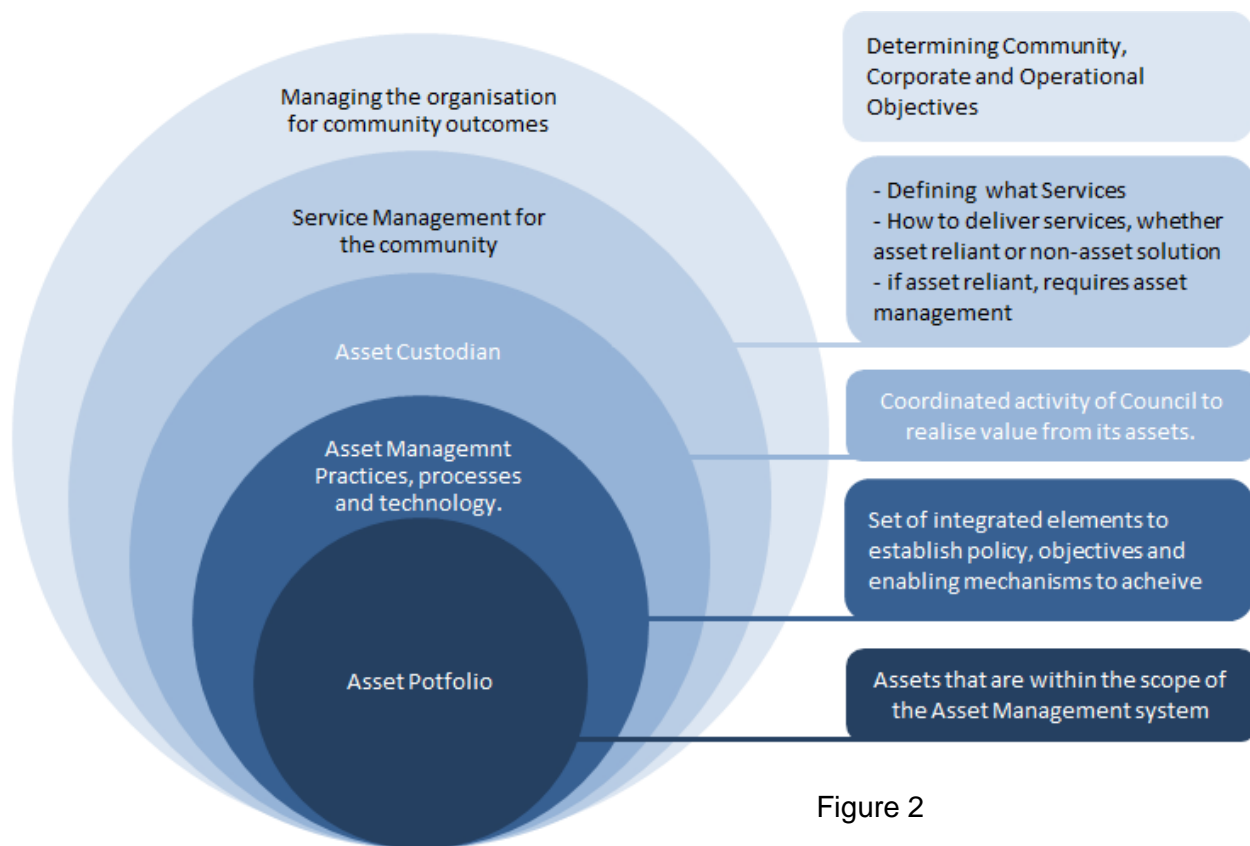 Managing the organisation
for community outcomes
Determining Community,
Corporate and Operational
Objectives
Service Management for
the community
- Defining what Services
- How to deliver services, whether
asset reliant or non-asset solution
- if asset reliant, requires asset
management
Asset Custodian
Coordinated activity of Council to
realise value from its assets.
Asset Managemnt
Practices, processes
and technology.
Set of integrated elements to
establish policy, objectives and
enabling mechanisms to acheive
Asset Potfolio
Assets that are within the scope of
the Asset Management system
Figure 2